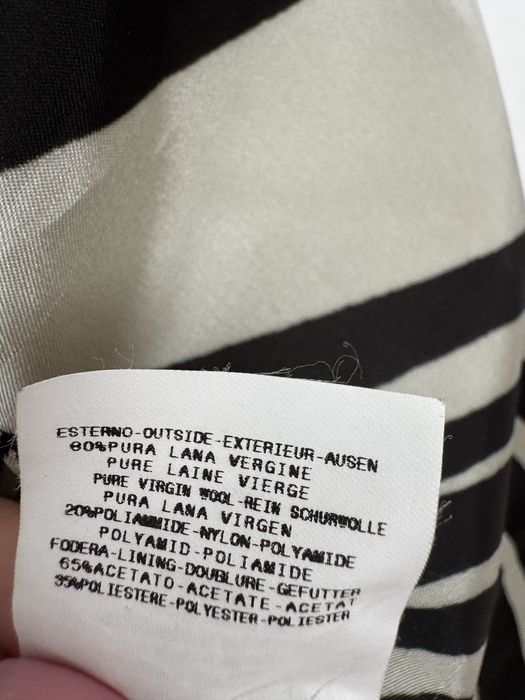 ESTERNO-OUTSIDE-EXTERIEUR-AUSEN
80%PURA LANA VERGINE
PURE LAINE VIERGE
PURE VIRGIN WOOL-REIN SCHURWOLLE
PURA LANA VIRGEN
20%POLIAMMIDE-NYLON-POLYAMIDE
POLYAMID-POLIAMIDE
FODERA-LINING-DOUBLURE-GEFUTTER
65%ACETATO-ACETATE-ACETAT
35%POLIESTERE-POLYESTER-POLIESTER